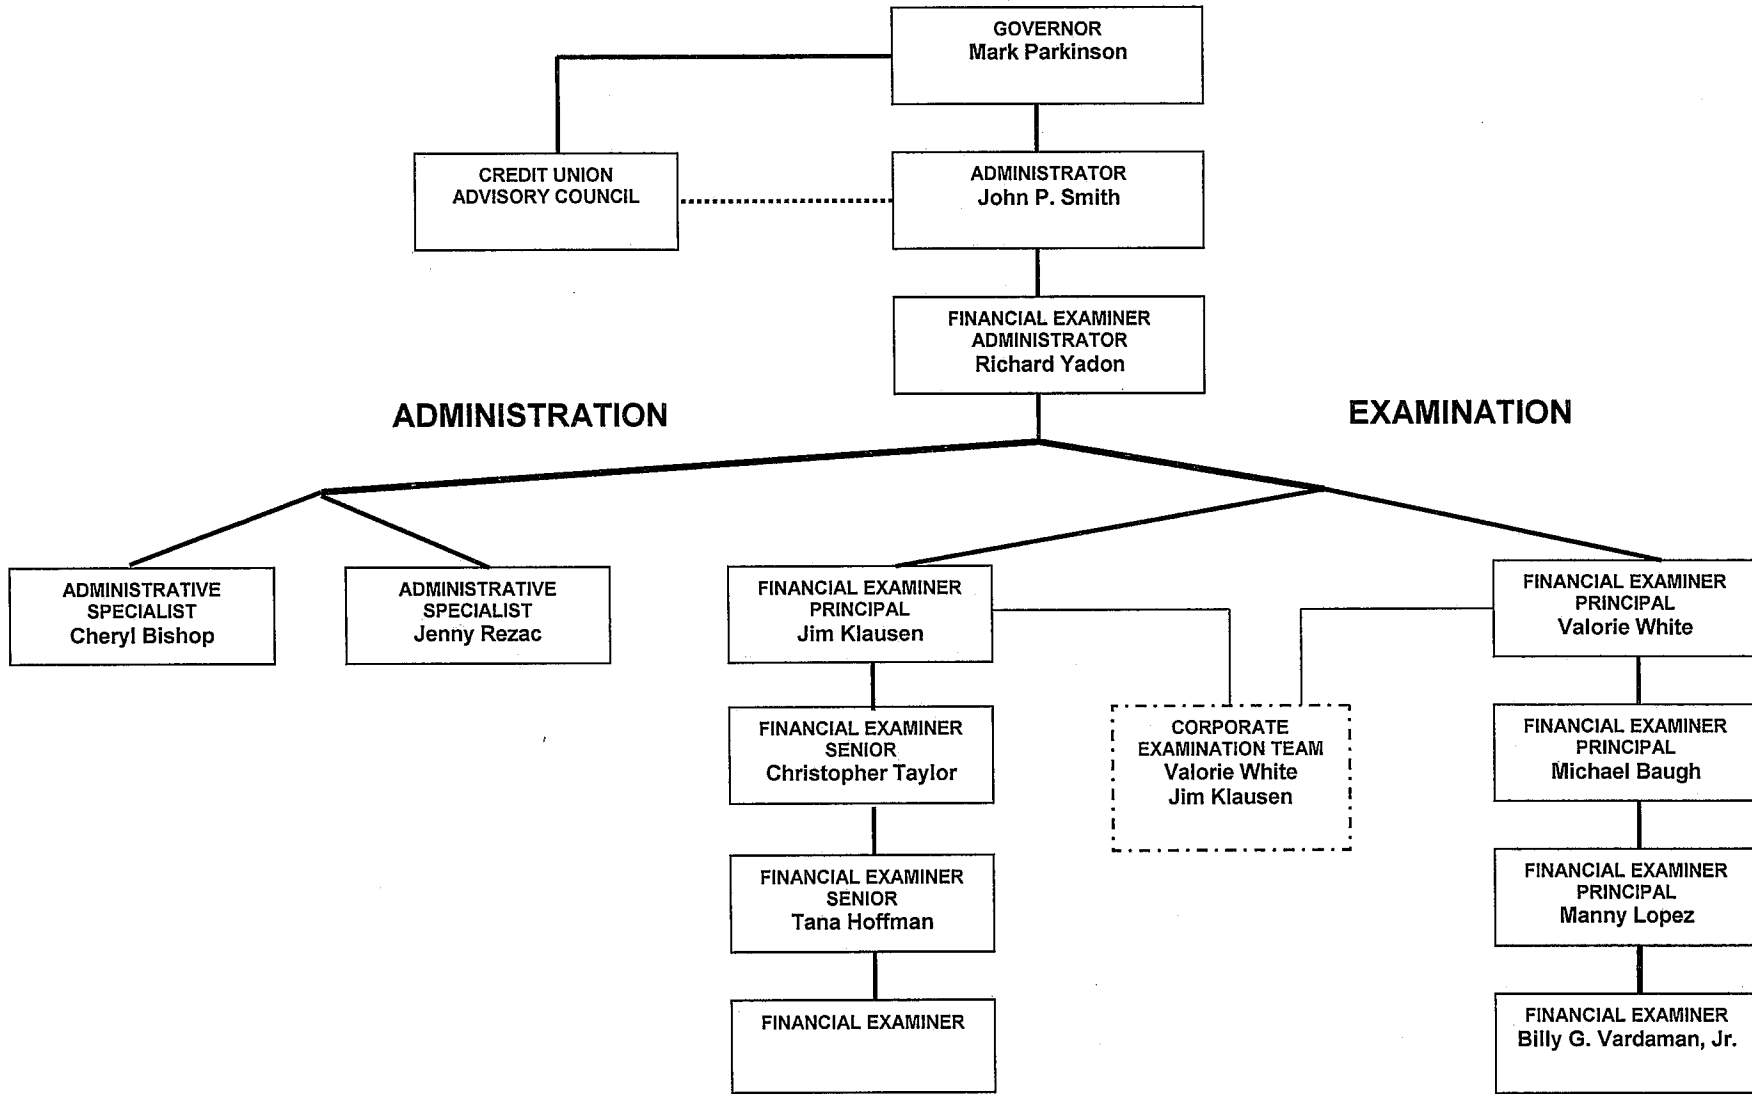 GOVERNOR
Mark Parkinson
CREDIT UNION
ADVISORY COUNCIL
ADMINISTRATOR
John P. Smith
FINANCIAL EXAMINER
ADMINISTRATOR
Richard Yadon
ADMINISTRATION
EXAMINATION
ADMINISTRATIVE
SPECIALIST
Cheryl Bishop
ADMINISTRATIVE
SPECIALIST
Jenny Rezac
FINANCIAL EXAMINER
PRINCIPAL
Jim Klausen
FINANCIAL EXAMINER
PRINCIPAL
Valorie White
FINANCIAL EXAMINER
SENIOR
Christopher Taylor
CORPORATE
EXAMINATION TEAM
Valorie White
Jim Klausen
FINANCIAL EXAMINER
PRINCIPAL
Michael Baugh
FINANCIAL EXAMINER
SENIOR
Tana Hoffman
FINANCIAL EXAMINER
PRINCIPAL
Manny Lopez
FINANCIAL EXAMINER
FINANCIAL EXAMINER
Billy G. Vardaman, Jr.